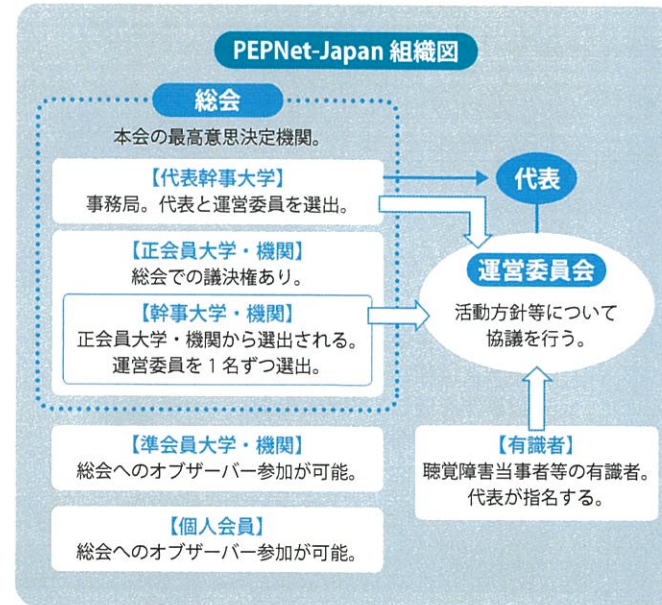 PEPNet-Japan 組織図
総会
本会の最高意思決定機関。
【代表幹事大学】
事務局。代表と運営委員を選出。
【正会員大学・機関】
総会での議決権あり。
【幹事大学・機関】
正会員大学・機関から選出される。
運営委員を1名ずつ選出。
【準会員大学・機関】
総会へのオブザーバー参加が可能。
【個人会員】
総会へのオブザーバー参加が可能。
代表
運営委員会
活動方針等について
協議を行う。
【有識者】
聴覚障害当事者等の有識者。
代表が指名する。